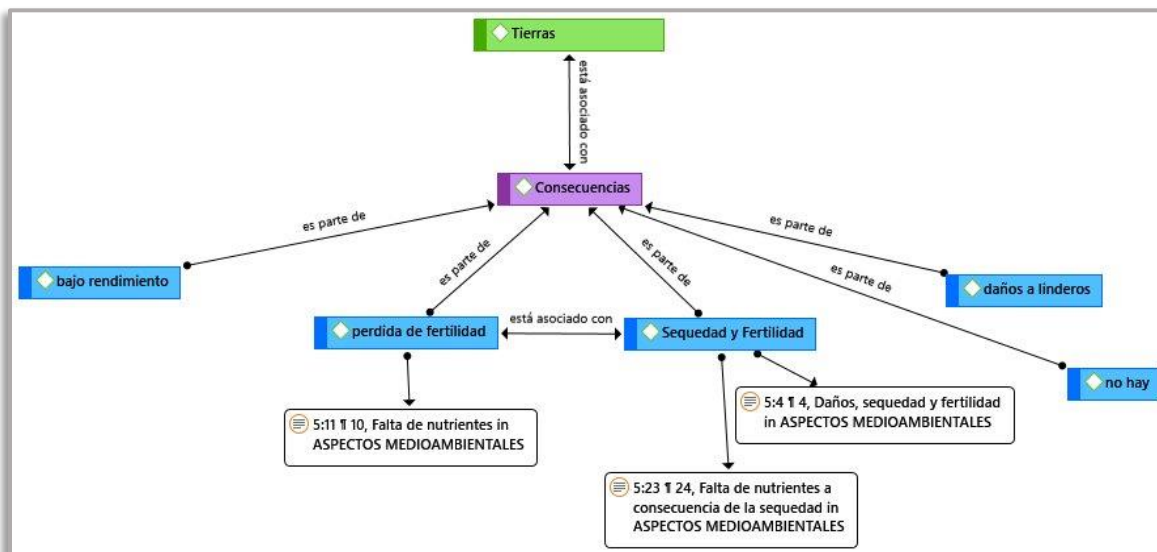 Tierras
está asociado con
Consecuencias
es parte de
es parte de
es parte de
es parte de
es parte de
bajo rendimiento
daños a línderos
perdida de fertilidad
está asociado con
Sequedad y Fertilidad
no hay
5:11 ¶ 10, Falta de nutrientes in
ASPECTOS MEDIOAMBIENTALES
5:4 ¶ 4, Daños, sequedad y fertilidad
in ASPECTOS MEDIOAMBIENTALES
5:23 ¶ 24, Falta de nutrientes a
consecuencia de la sequedad in
ASPECTOS MEDIOAMBIENTALES